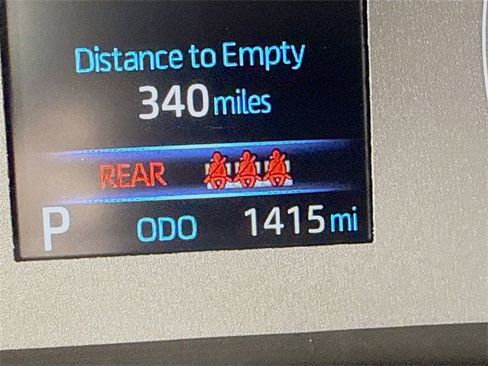 Distance to Empty
340 miles
REAR
P ODO 1415 mi